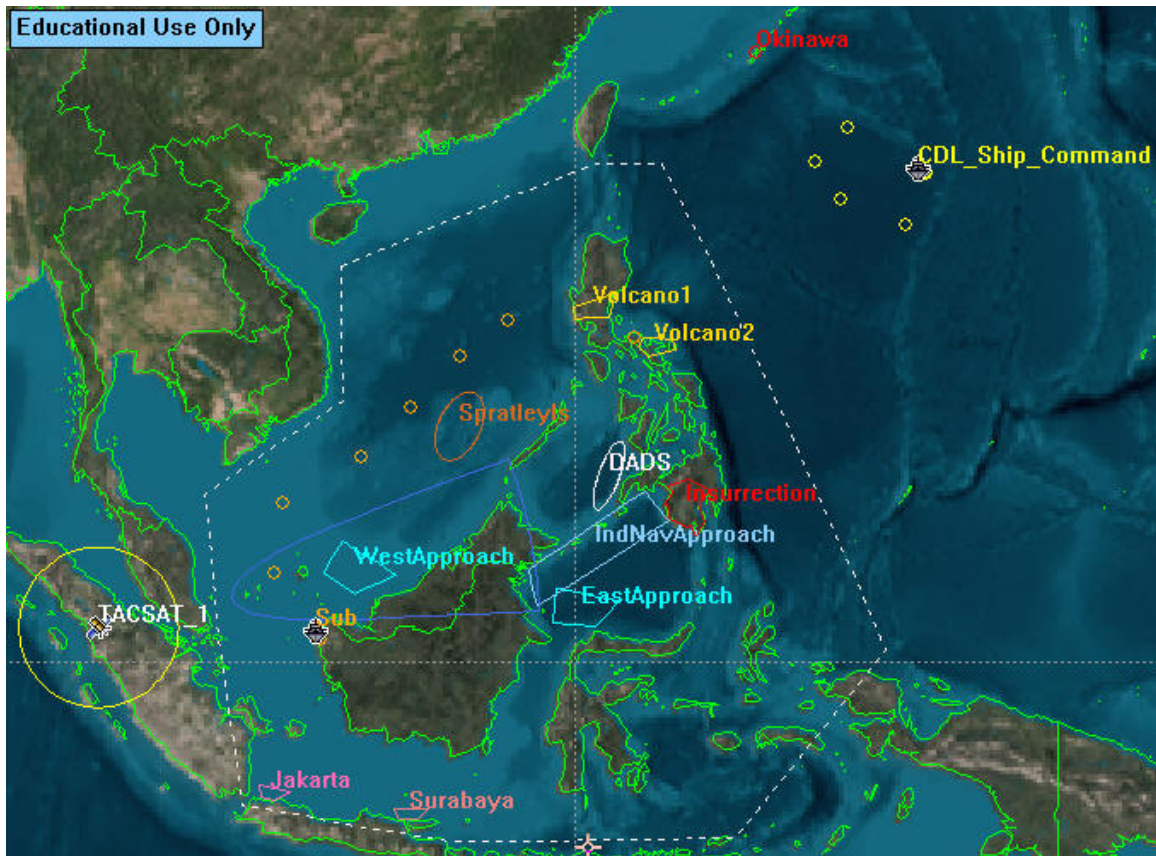 Educational Use Only
Okinawa
CDL_Ship_Command
Volcano1
Volcano2
SpratleyIs
DADS
Insurrection
IndNavApproach
WestApproach
EastApproach
TACSAT_1
Sub
Jakarta
Surabaya